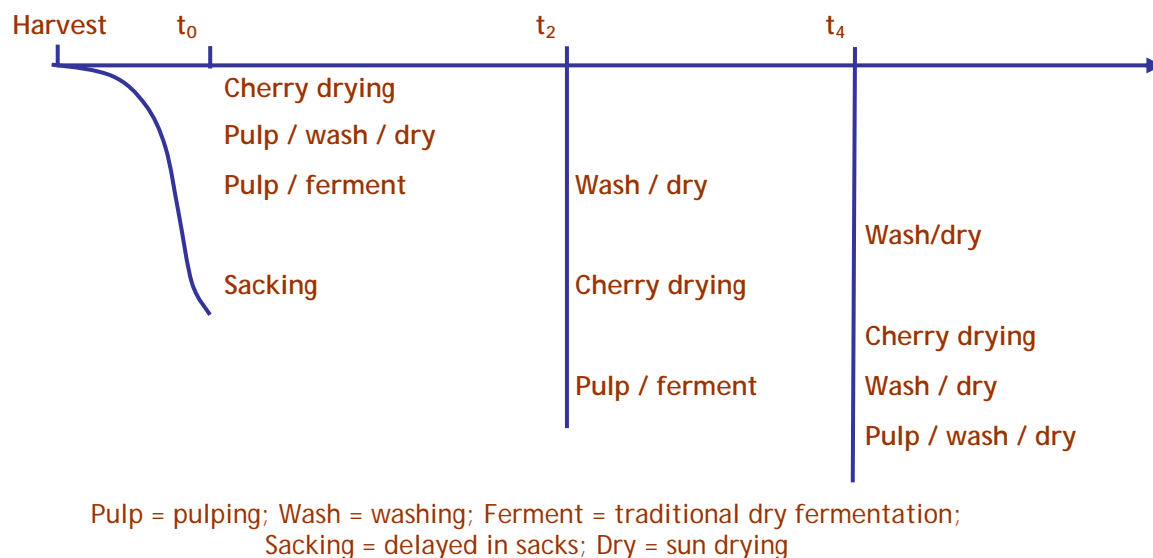 Harvest t₀ t₂ t₄
Cherry drying
Pulp / wash / dry
Pulp / ferment Wash / dry
Wash/dry
Sacking Cherry drying
Cherry drying
Pulp / ferment Wash / dry
Pulp / wash / dry
Pulp = pulping; Wash = washing; Ferment = traditional dry fermentation;
Sacking = delayed in sacks; Dry = sun drying